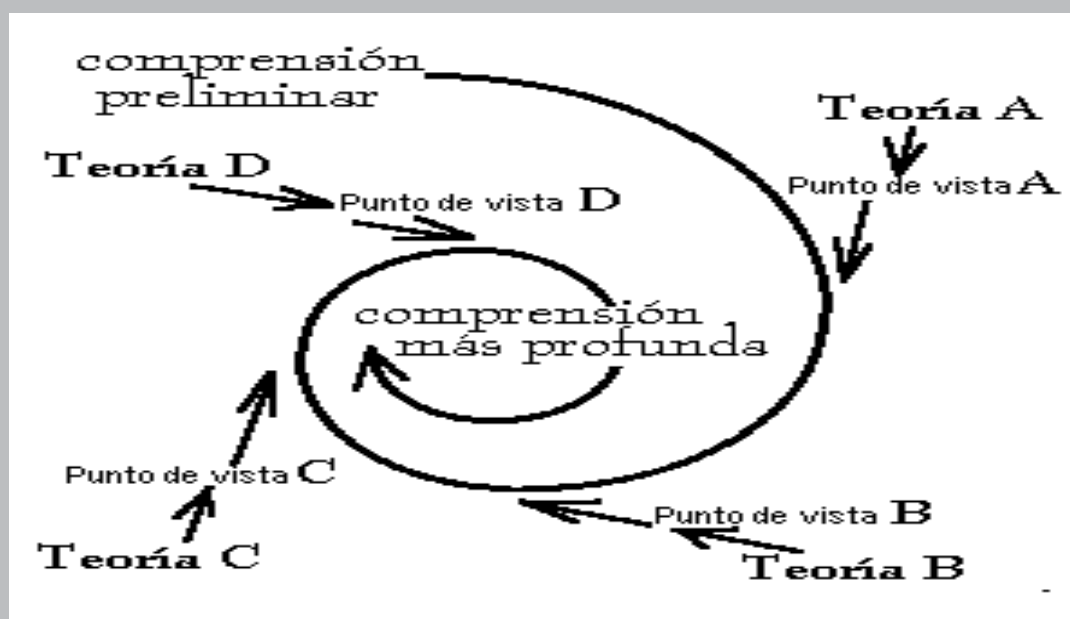 comprensión
preliminar
Teoría A
Punto de vista A
Teoría D
Punto de vista D
comprensión
más profunda
Punto de vista C
Teoría C
Punto de vista B
Teoría B